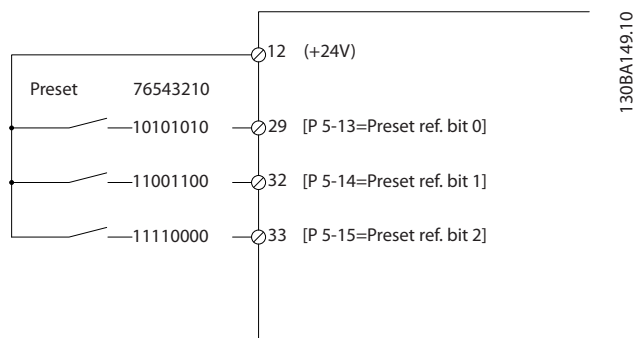 12 (+24V)
Preset 76543210
10101010 29 [P 5-13=Preset ref. bit 0]
11001100 32 [P 5-14=Preset ref. bit 1]
11110000 33 [P 5-15=Preset ref. bit 2]
130BA149.10